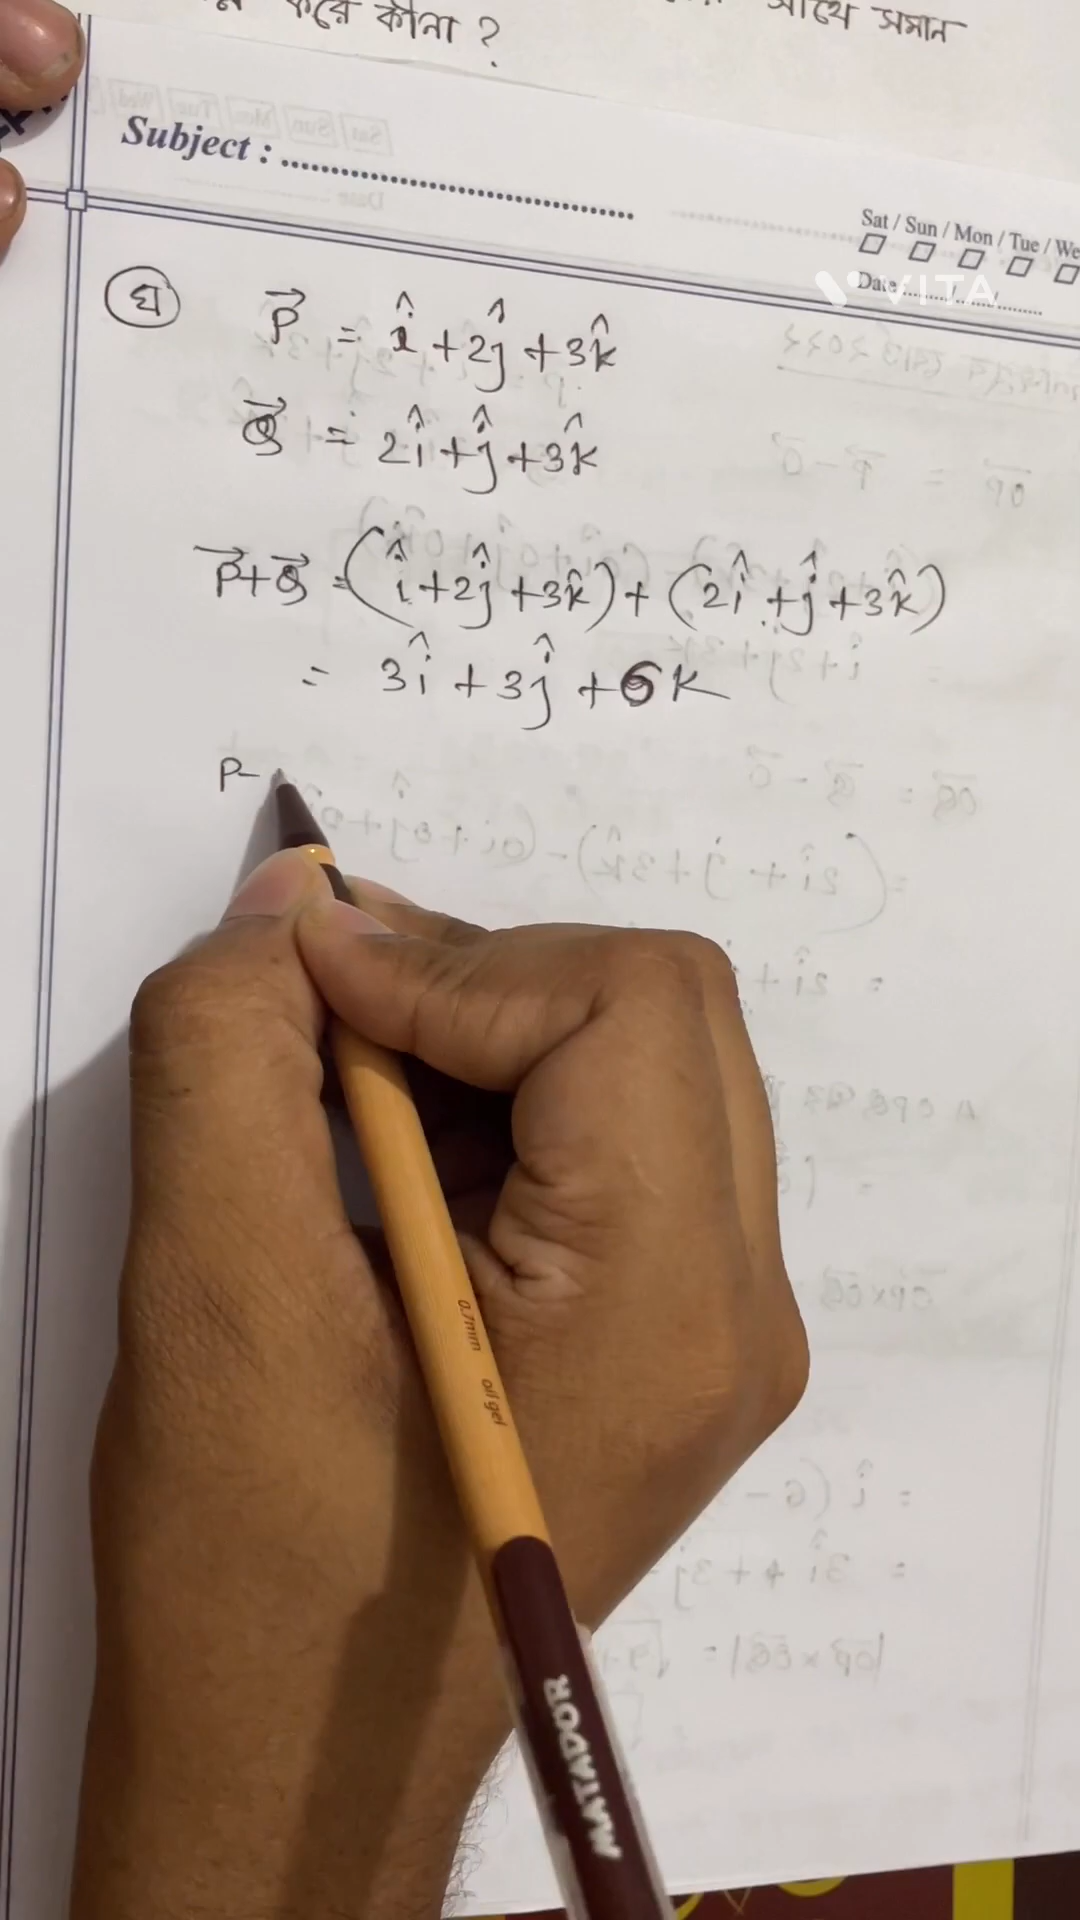 করে কীনা ? সাথে সমান
Subject :
Sat / Sun / Mon / Tue / We
Date :
VITA
ঘ P⃗ = î + 2ĵ + 3k̂
Q⃗ = 2î + ĵ + 3k̂
P⃗+Q⃗ = (î + 2ĵ + 3k̂) + (2î + ĵ + 3k̂)
= 3î + 3ĵ + 6k
P-
0.7mm oil gel
MATADOR